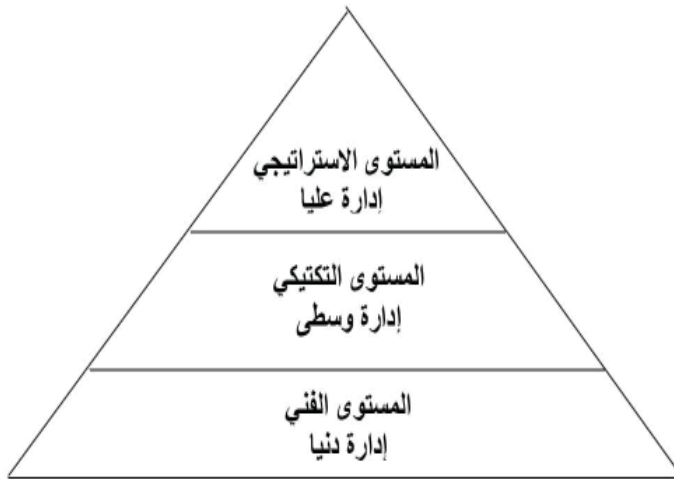 المستوى الاستراتيجي
إدارة عليا
المستوى التكتيكي
إدارة وسطى
المستوى الفني
إدارة دنيا